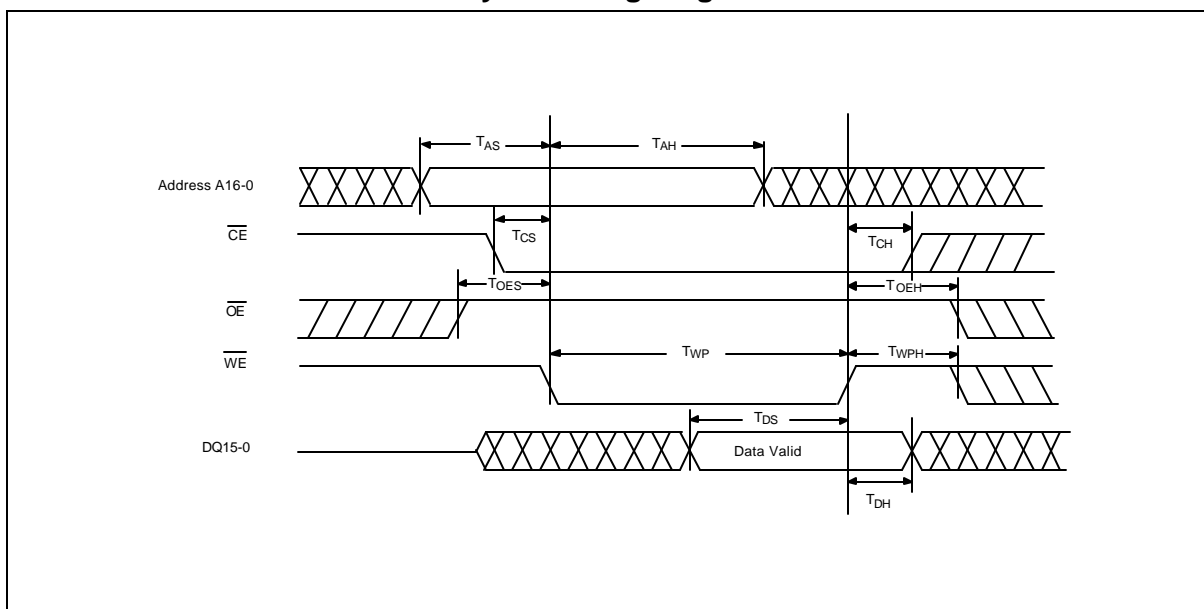 TAS TAH
Address A16-0
TCS TCH
CE
TOES TOEH
OE
TWP TWPH
WE
TDS
DQ15-0 Data Valid
TDH